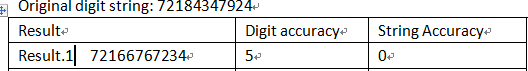 Original digit string: 72184347924
Result Digit accuracy String Accuracy
Result.1 72166767234 5 0